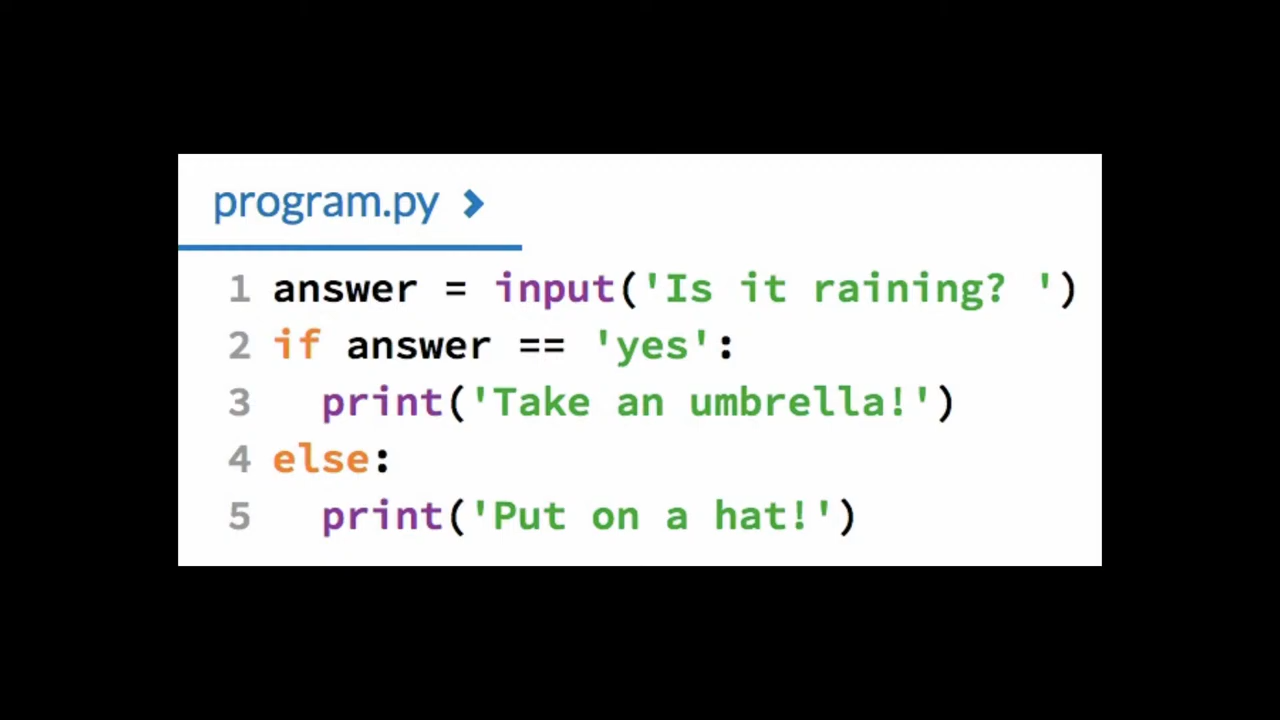 program.py >
1 answer = input('Is it raining? ')
2 if answer == 'yes':
3   print('Take an umbrella!')
4 else:
5   print('Put on a hat!')